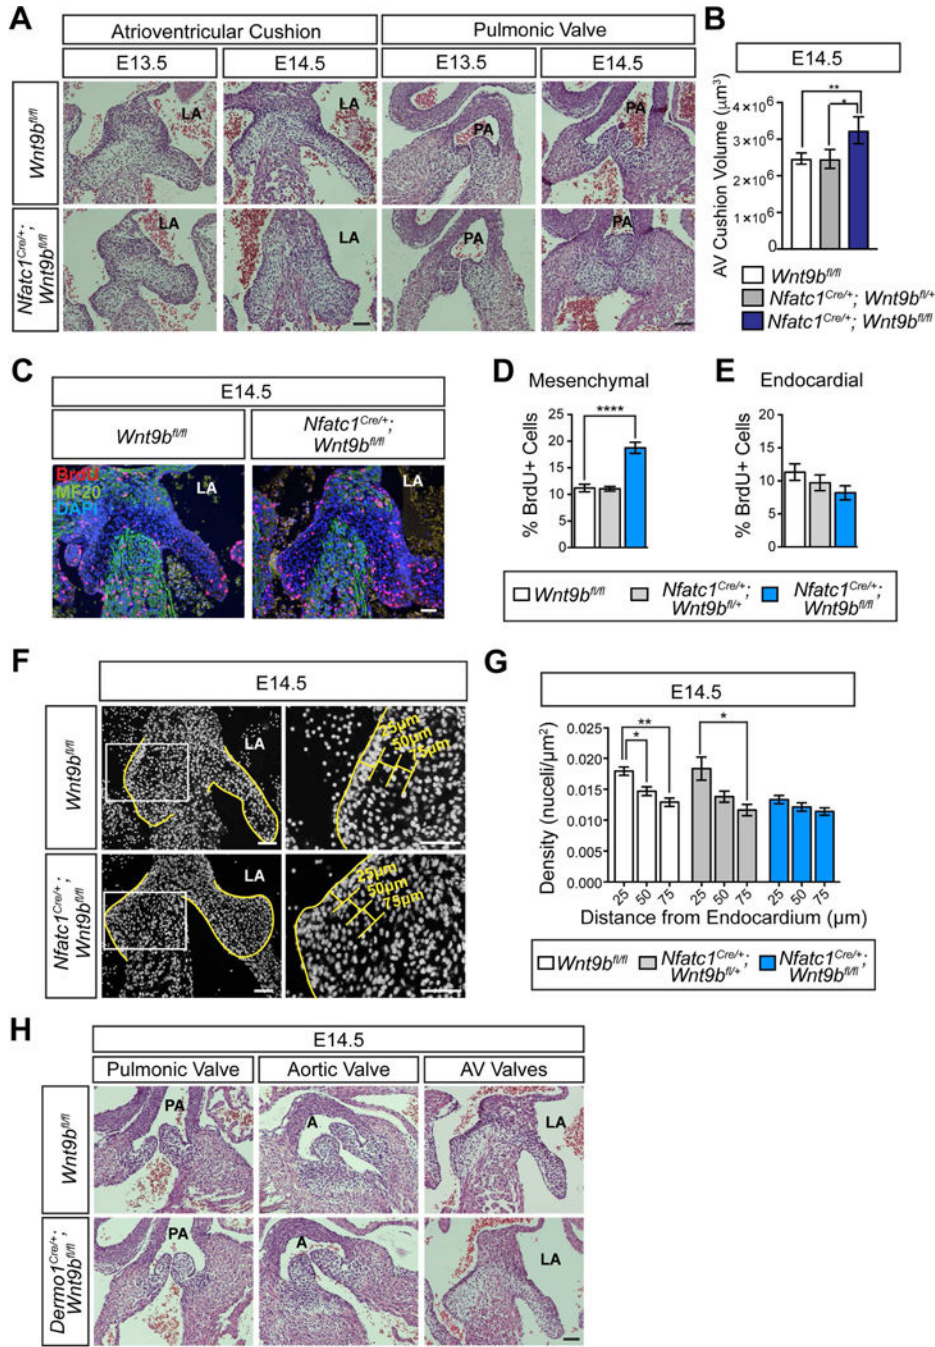 A
Atrioventricular Cushion
Pulmonic Valve
E13.5
E14.5
E13.5
E14.5
Wnt9b^fl/fl
LA
LA
PA
PA
Nfatc1^Cre/+;
Wnt9b^fl/fl
LA
LA
PA
PA
B
E14.5
AV Cushion Volume (μm³)
4×10⁶
3×10⁶
2×10⁶
1×10⁶
0
**
*
Wnt9b^fl/fl
Nfatc1^Cre/+; Wnt9b^fl/+
Nfatc1^Cre/+; Wnt9b^fl/fl
C
E14.5
Wnt9b^fl/fl
Nfatc1^Cre/+;
Wnt9b^fl/fl
BrdU
MF20
DAPI
LA
LA
D
Mesenchymal
% BrdU+ Cells
25
20
15
10
5
0
****
E
Endocardial
% BrdU+ Cells
20
15
10
5
0
Wnt9b^fl/fl
Nfatc1^Cre/+;
Wnt9b^fl/+
Nfatc1^Cre/+;
Wnt9b^fl/fl
F
E14.5
Wnt9b^fl/fl
LA
25μm
50μm
75μm
Nfatc1^Cre/+;
Wnt9b^fl/fl
LA
25μm
50μm
75μm
G
E14.5
Density (nuceli/μm²)
0.025
0.020
0.015
0.010
0.005
0.000
**
*
*
25 50 75 25 50 75 25 50 75
Distance from Endocardium (μm)
Wnt9b^fl/fl
Nfatc1^Cre/+;
Wnt9b^fl/+
Nfatc1^Cre/+;
Wnt9b^fl/fl
H
E14.5
Pulmonic Valve
Aortic Valve
AV Valves
Wnt9b^fl/fl
PA
A
LA
Dermo1^Cre/+;
Wnt9b^fl/fl
PA
A
LA